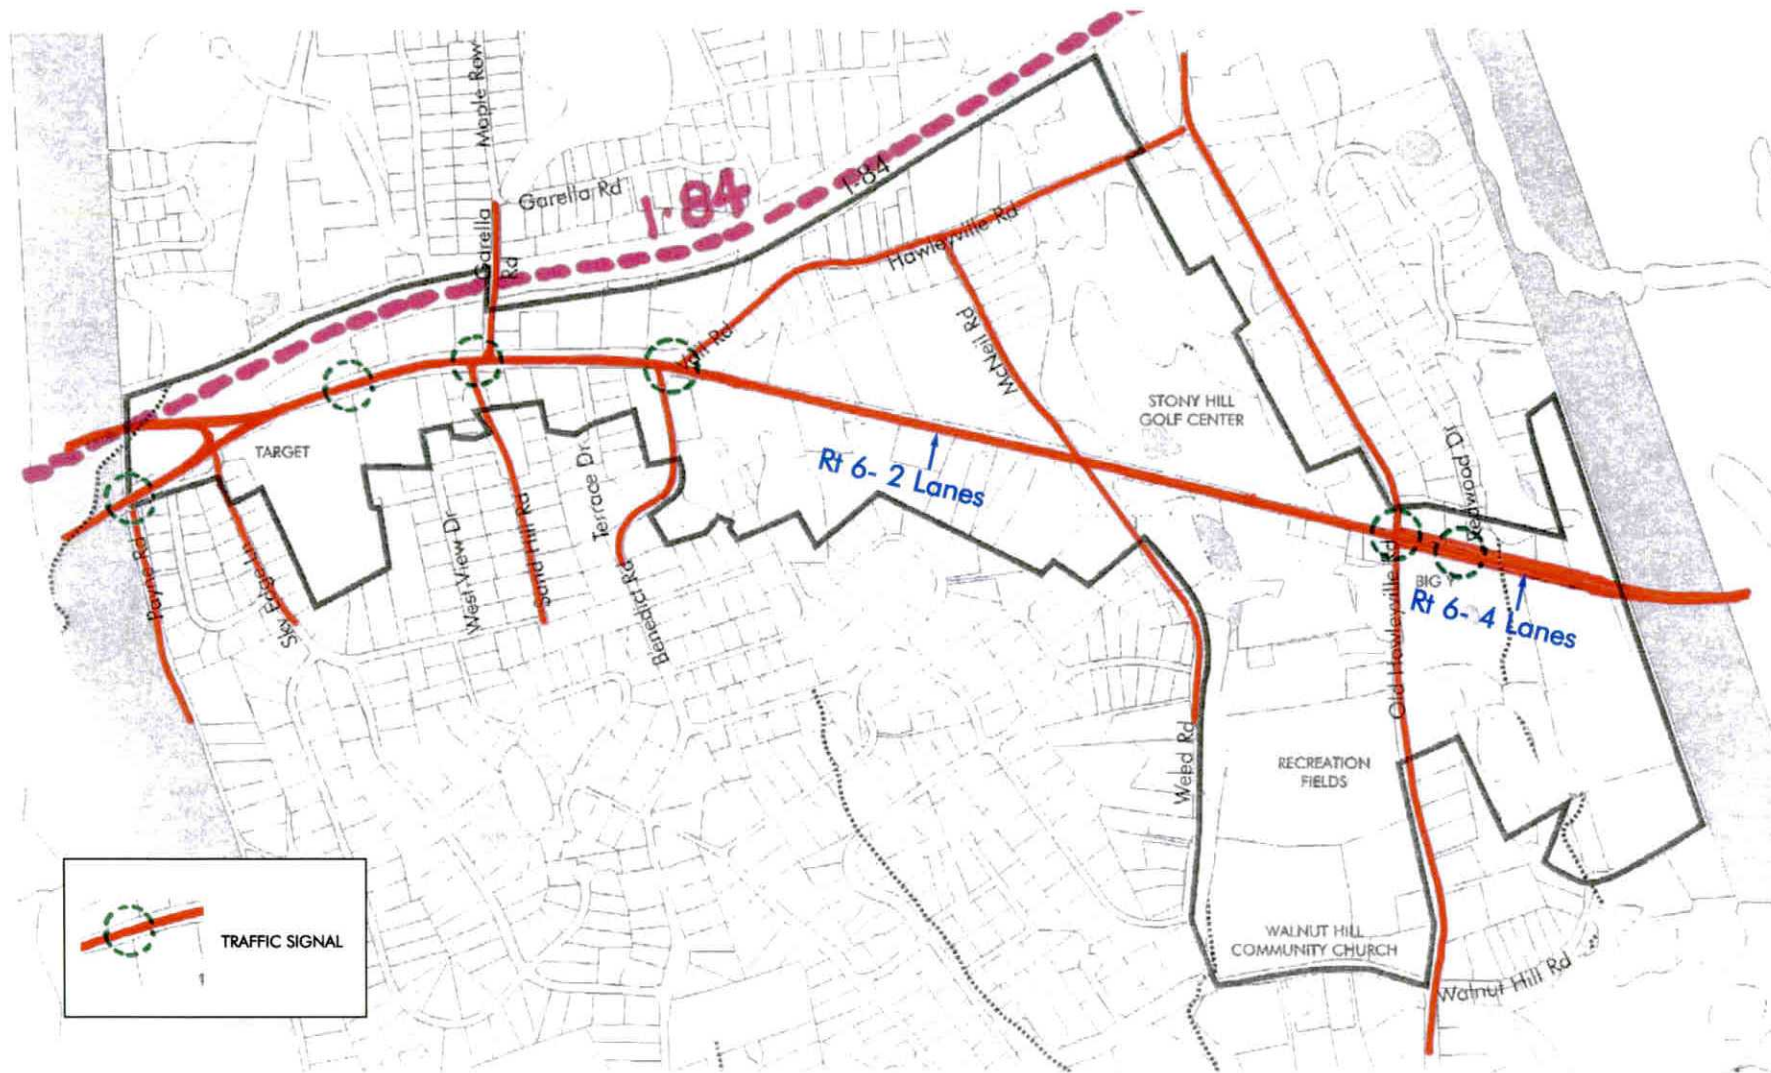 Maple Row
Garella Rd
Garella
Rd
I-84
I-84
Hawleyville Rd
Vail Rd
McNeil Rd
STONY HILL
GOLF CENTER
TARGET
Rt 6- 2 Lanes
Redwood Dr
Terrace Dr
Sand Hill Rd
West View Dr
Payne Rd
Sky Edge Ln
Benedict Rd
BIG Y
Rt 6- 4 Lanes
Old Hawleyville Rd
Weed Rd
RECREATION
FIELDS
TRAFFIC SIGNAL
WALNUT HILL
COMMUNITY CHURCH
Walnut Hill Rd